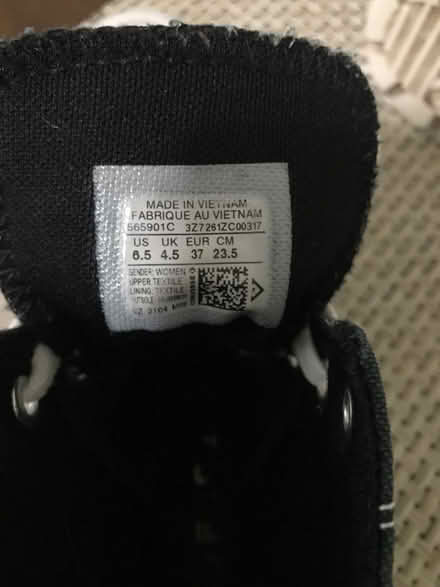 MADE IN VIETNAM
FABRIQUE AU VIETNAM
565901C 3Z7261ZC00317
US UK EUR CM
6.5 4.5 37 23.5
GENDER: WOMEN
UPPER:TEXTILE
LINING: TEXTILE